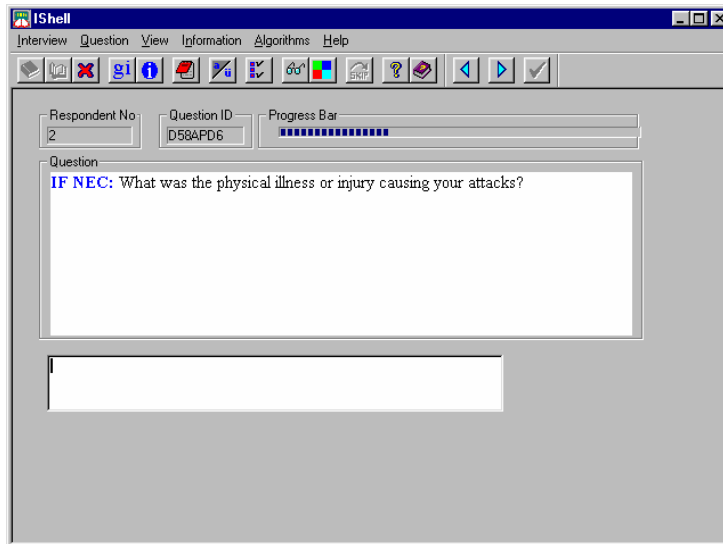 IShell
Interview Question View Information Algorithms Help
gi i a/ü SKIP ?
Respondent No Question ID Progress Bar
2 D58APD6
Question
IF NEC: What was the physical illness or injury causing your attacks?